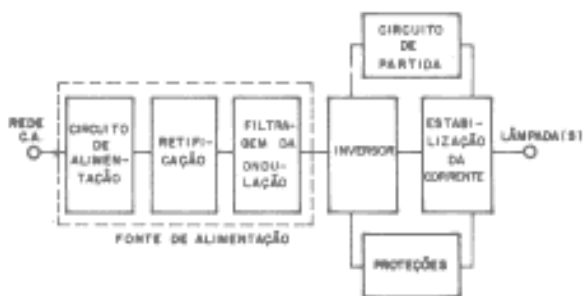 CIRCUITO
DE
PARTIDA
REDE
C.A.
CIRCUITO
DE
ALIMEN-
TAÇÃO
RETIFI-
CAÇÃO
FILTRA-
GEM DA
ONDU-
LAÇÃO
INVERSOR
ESTABI-
LIZAÇÃO
DA
CORRENTE
LÂMPADA(S)
FONTE DE ALIMENTAÇÃO
PROTEÇÕES